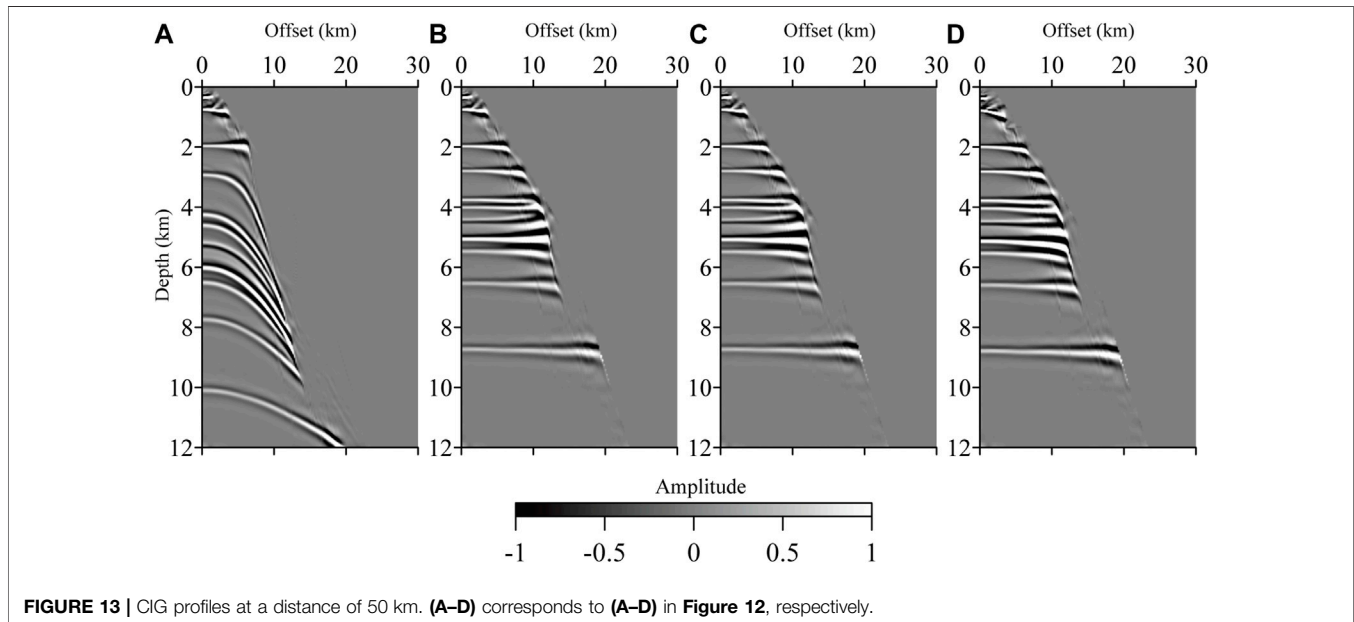 A Offset (km) B Offset (km) C Offset (km) D Offset (km)
0 10 20 30 0 10 20 30 0 10 20 30 0 10 20 30
0 0 0 0
2 2 2 2
4 4 4 4
Depth (km)
6 6 6 6
8 8 8 8
10 10 10 10
12 12 12 12
Amplitude
-1 -0.5 0 0.5 1
FIGURE 13 | CIG profiles at a distance of 50 km. (A–D) corresponds to (A–D) in Figure 12, respectively.